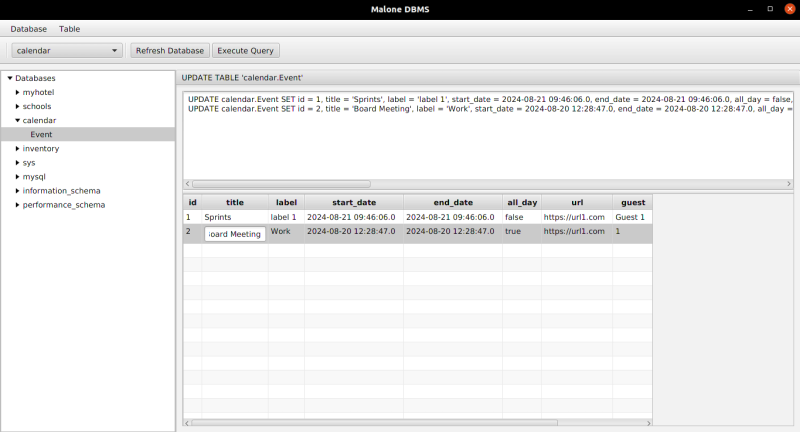 Malone DBMS
Database Table
calendar Refresh Database Execute Query
Databases
myhotel
schools
calendar
Event
inventory
sys
mysql
information_schema
performance_schema
UPDATE TABLE 'calendar.Event'
UPDATE calendar.Event SET id = 1, title = 'Sprints', label = 'label 1', start_date = 2024-08-21 09:46:06.0, end_date = 2024-08-21 09:46:06.0, all_day = false,
UPDATE calendar.Event SET id = 2, title = 'Board Meeting', label = 'Work', start_date = 2024-08-20 12:28:47.0, end_date = 2024-08-20 12:28:47.0, all_day =
id title label start_date end_date all_day url guest
1 Sprints label 1 2024-08-21 09:46:06.0 2024-08-21 09:46:06.0 false https://url1.com Guest 1
2 oard Meeting Work 2024-08-20 12:28:47.0 2024-08-20 12:28:47.0 true https://url1.com 1